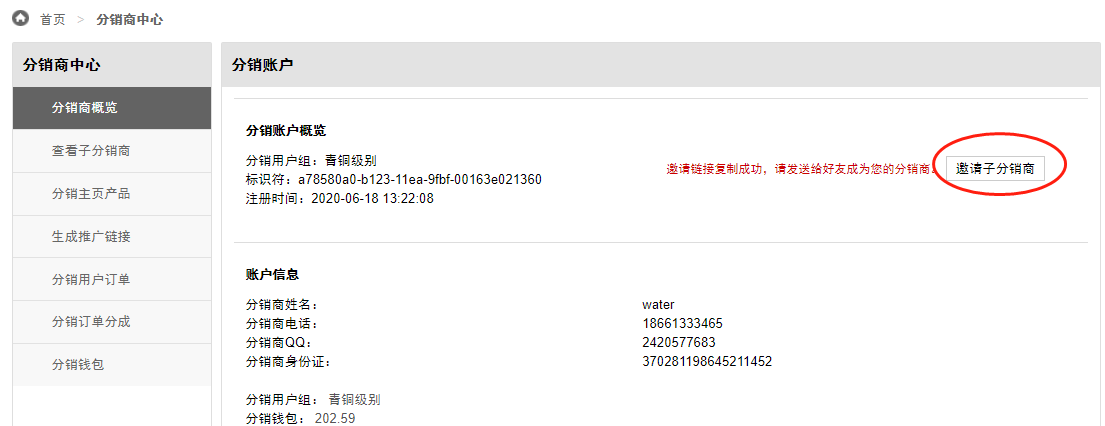 首页 > 分销商中心
分销商中心
分销商概览
查看子分销商
分销主页产品
生成推广链接
分销用户订单
分销订单分成
分销钱包
分销账户
分销账户概览
分销用户组：青铜级别
标识符：a78580a0-b123-11ea-9fbf-00163e021360
注册时间：2020-06-18 13:22:08
邀请链接复制成功，请发送给好友成为您的分销商。
邀请子分销商
账户信息
分销商姓名： water
分销商电话： 18661333465
分销商QQ： 2420577683
分销商身份证： 370281198645211452
分销用户组： 青铜级别
分销钱包： 202.59